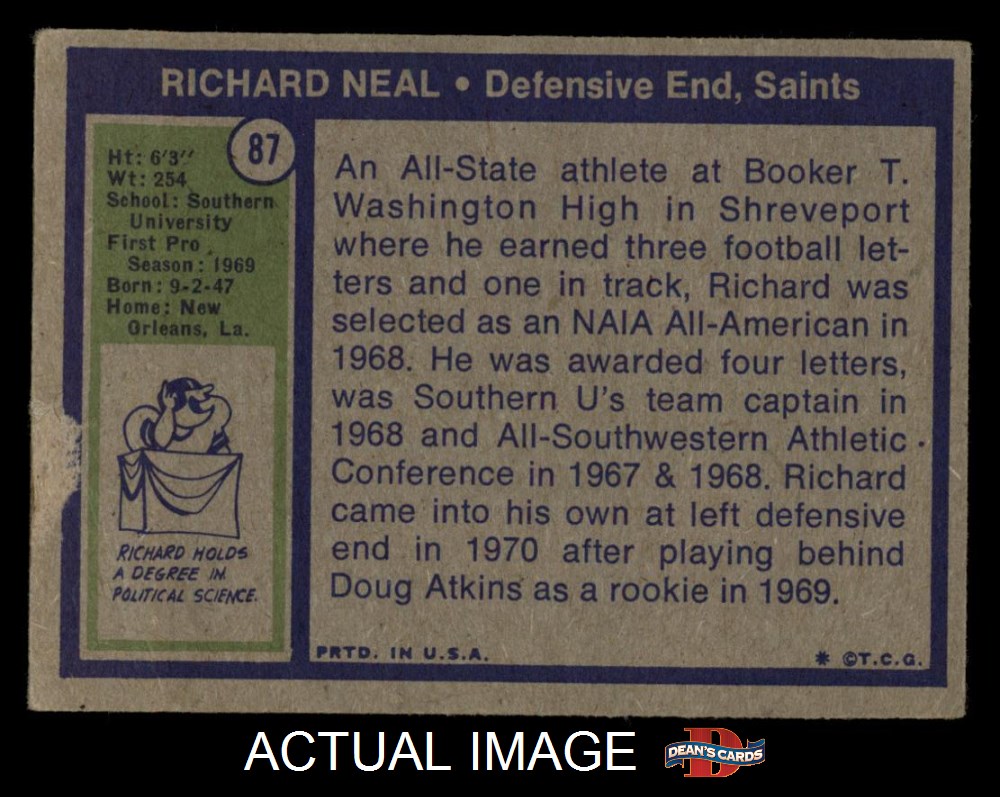 RICHARD NEAL • Defensive End, Saints
87
Ht: 6'3''
Wt: 254
School: Southern
University
First Pro
Season: 1969
Born: 9-2-47
Home: New
Orleans, La.
RICHARD HOLDS
A DEGREE IN
POLITICAL SCIENCE.
An All-State athlete at Booker T.
Washington High in Shreveport
where he earned three football let-
ters and one in track, Richard was
selected as an NAIA All-American in
1968. He was awarded four letters,
was Southern U's team captain in
1968 and All-Southwestern Athletic
Conference in 1967 & 1968. Richard
came into his own at left defensive
end in 1970 after playing behind
Doug Atkins as a rookie in 1969.
PRTD. IN U.S.A.
* ©T.C.G.
ACTUAL IMAGE
D
DEAN'S CARDS